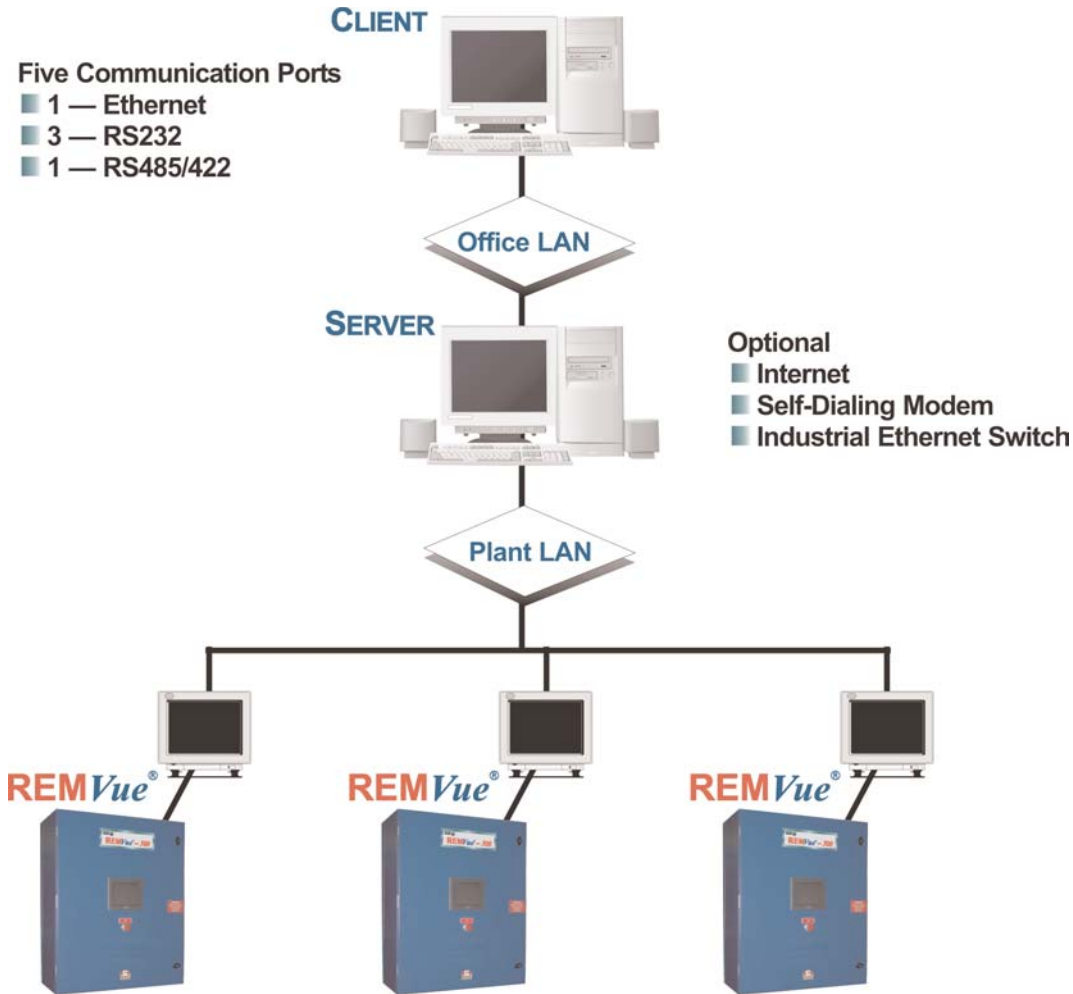 CLIENT
Five Communication Ports
1 — Ethernet
3 — RS232
1 — RS485/422
Office LAN
SERVER
Optional
Internet
Self-Dialing Modem
Industrial Ethernet Switch
Plant LAN
REMVue®
REMVue®
REMVue®